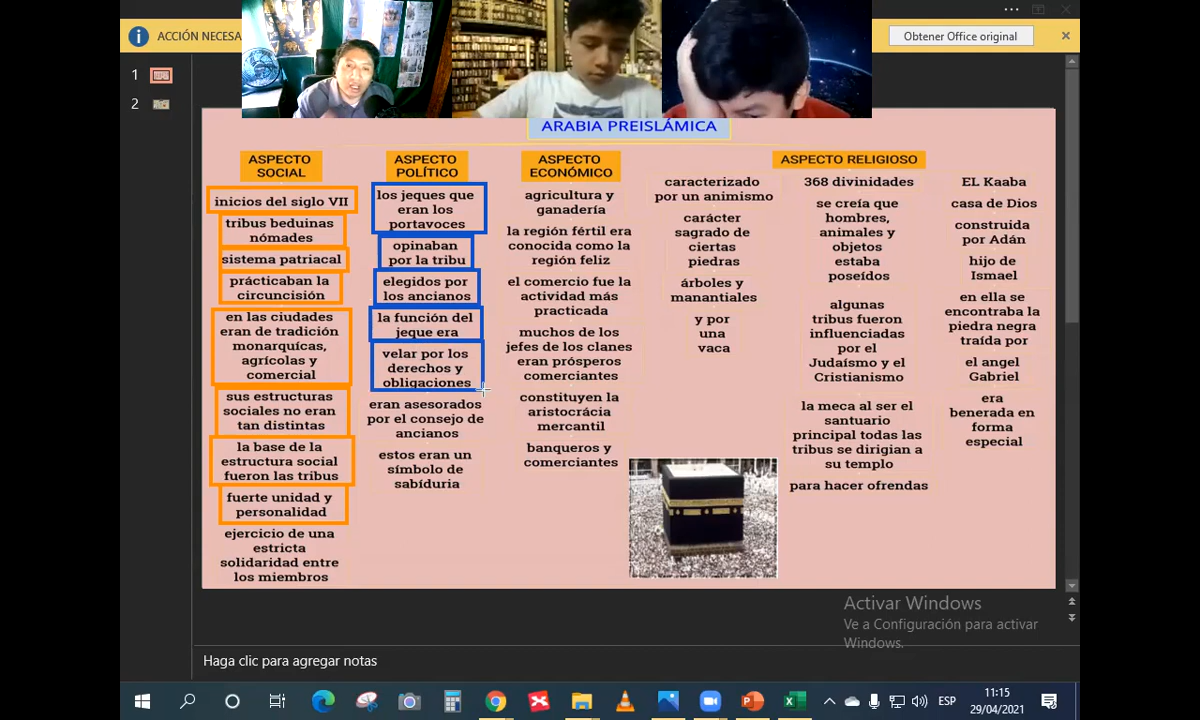 ACCIÓN NECESA
Obtener Office original
1
2
ARABIA PREISLÁMICA
ASPECTO
SOCIAL
inicios del siglo VII
tribus beduinas
nómades
sistema patriacal
prácticaban la
circuncisión
en las ciudades
eran de tradición
monarquícas,
agrícolas y
comercial
sus estructuras
sociales no eran
tan distintas
la base de la
estructura social
fueron las tribus
fuerte unidad y
personalidad
ejercicio de una
estricta
solidaridad entre
los miembros
ASPECTO
POLÍTICO
los jeques que
eran los
portavoces
opinaban
por la tribu
elegidos por
los ancianos
la función del
jeque era
velar por los
derechos y
obligaciones
eran asesorados
por el consejo de
ancianos
estos eran un
símbolo de
sabíduria
ASPECTO
ECONÓMICO
agricultura y
ganadería
la región fértil era
conocida como la
región feliz
el comercio fue la
actividad más
practicada
muchos de los
jefes de los clanes
eran prósperos
comerciantes
constituyen la
aristocrácia
mercantil
banqueros y
comerciantes
ASPECTO RELIGIOSO
caracterizado
por un animismo
carácter
sagrado de
ciertas
piedras
árboles y
manantiales
y por
una
vaca
368 divinidades
se creía que
hombres,
animales y
objetos
estaba
poseídos
algunas
tribus fueron
influenciadas
por el
Judaísmo y el
Cristianismo
la meca al ser el
santuario
principal todas las
tribus se dirigian a
su templo
para hacer ofrendas
EL Kaaba
casa de Dios
construida
por Adán
hijo de
Ismael
en ella se
encontraba la
piedra negra
traída por
el angel
Gabriel
era
benerada en
forma
especial
Activar Windows
Ve a Configuración para activar
Windows.
Haga clic para agregar notas
ESP
11:15
29/04/2021